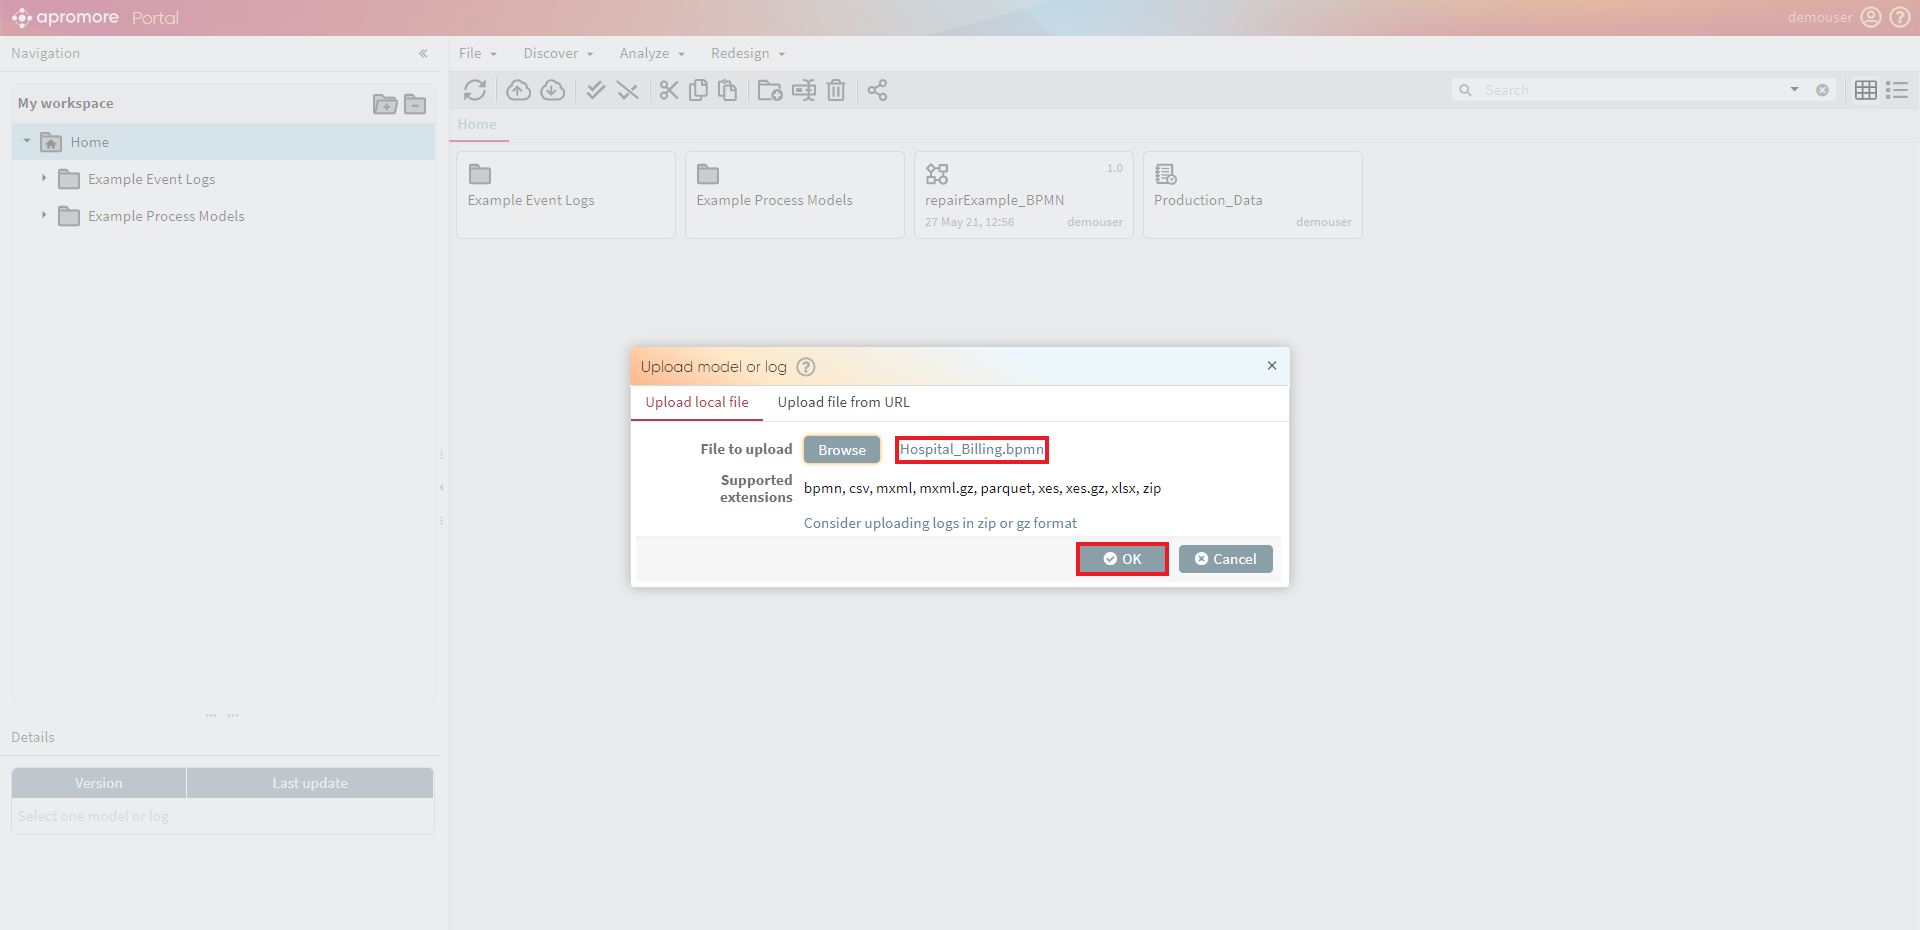 apromore Portal
demouser
Navigation
File
Discover
Analyze
Redesign
My workspace
Search
Home
Home
Example Event Logs
Example Process Models
Example Event Logs
Example Process Models
1.0
repairExample_BPMN
27 May 21, 12:56
demouser
Production_Data
demouser
Upload model or log
Upload local file
Upload file from URL
File to upload
Browse
Hospital_Billing.bpmn
Supported
extensions
bpmn, csv, mxml, mxml.gz, parquet, xes, xes.gz, xlsx, zip
Consider uploading logs in zip or gz format
OK
Cancel
Details
Version
Last update
Select one model or log